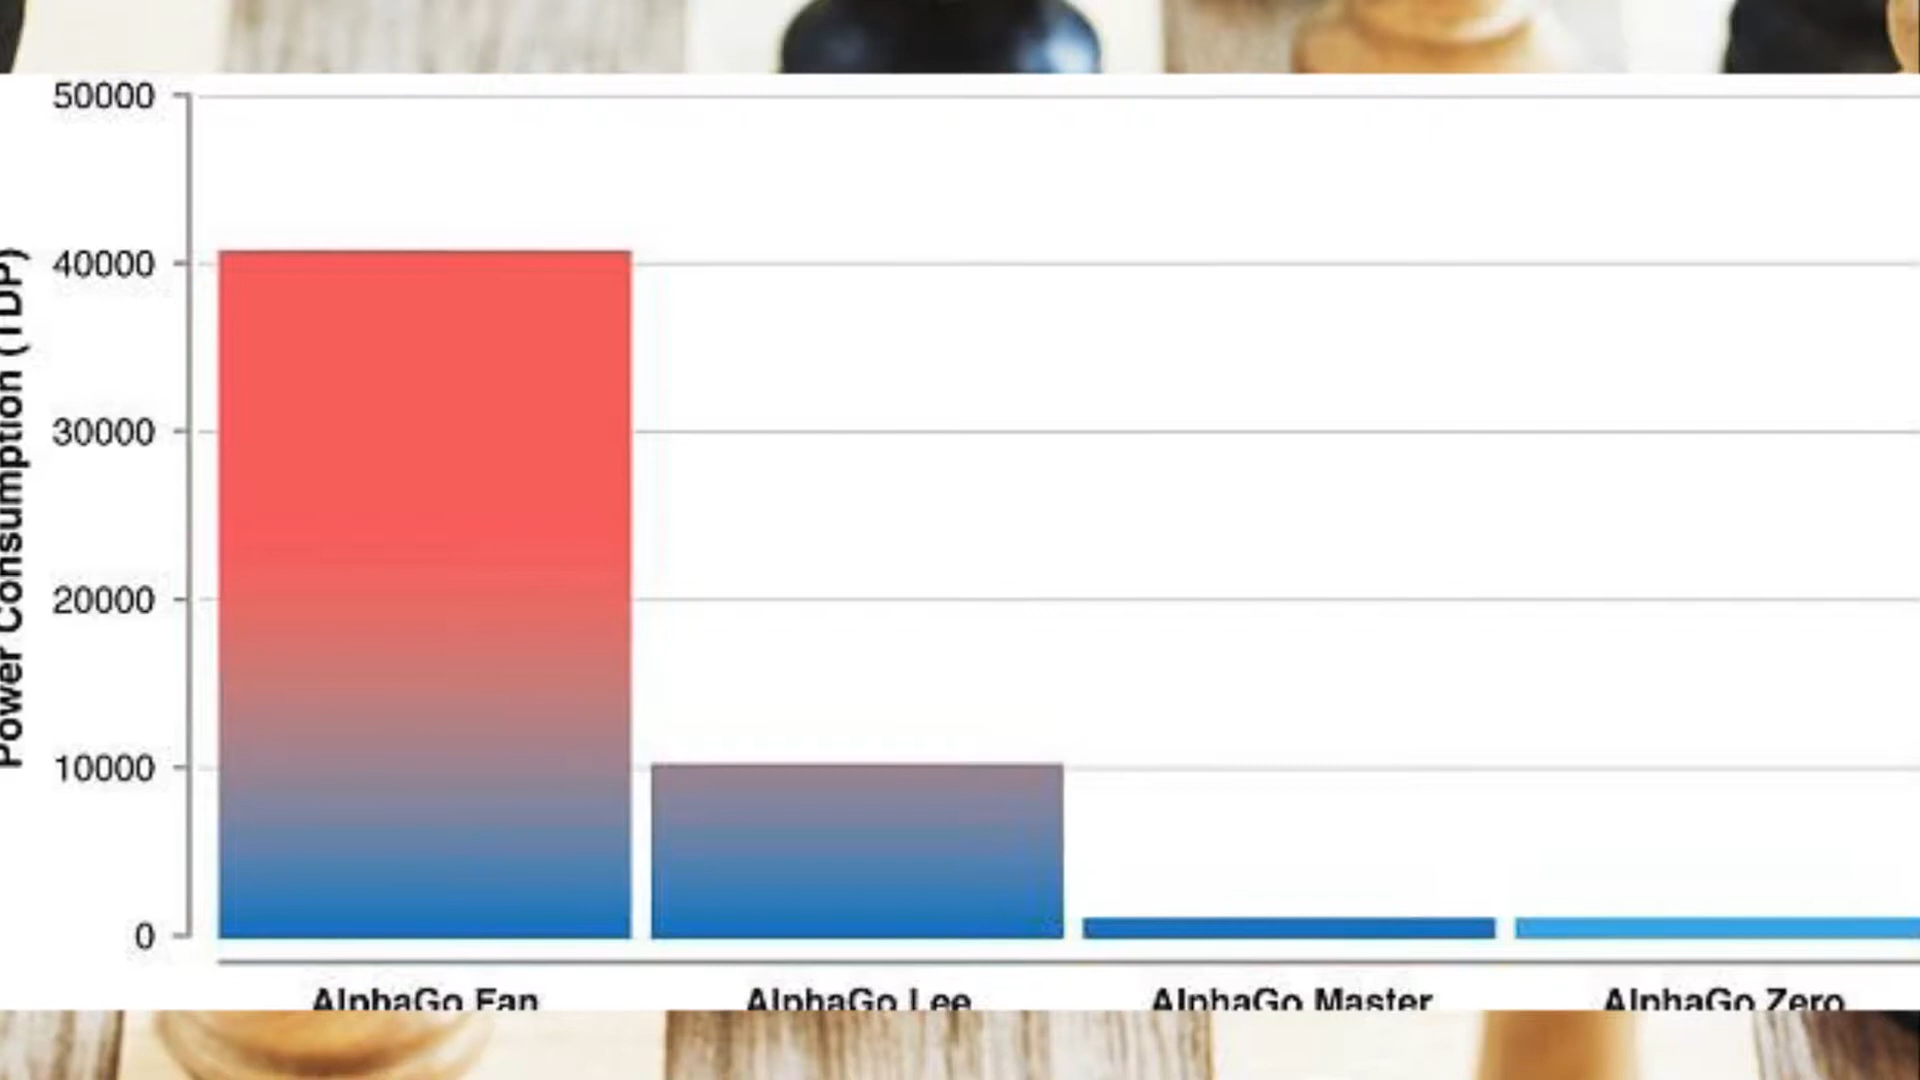 50000
40000
30000
20000
10000
0
Power Consumption (TDP)
AlphaGo Fan
AlphaGo Lee
AlphaGo Master
AlphaGo Zero